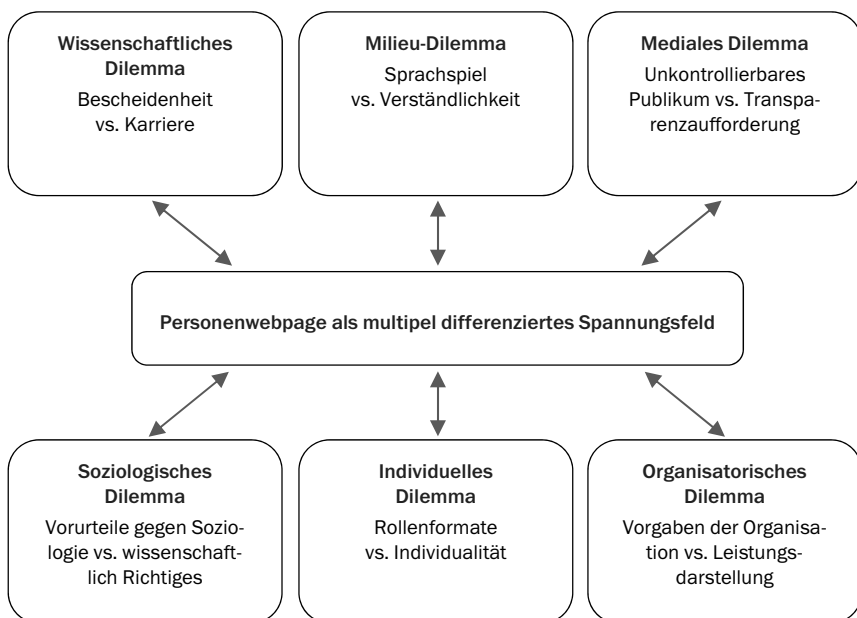 Wissenschaftliches
Dilemma
Bescheidenheit
vs. Karriere
Milieu-Dilemma
Sprachspiel
vs. Verständlichkeit
Mediales Dilemma
Unkontrollierbares
Publikum vs. Transpa-
renzaufforderung
Personenwebpage als multipel differenziertes Spannungsfeld
Soziologisches
Dilemma
Vorurteile gegen Sozio-
logie vs. wissenschaft-
lich Richtiges
Individuelles
Dilemma
Rollenformate
vs. Individualität
Organisatorisches
Dilemma
Vorgaben der Organisa-
tion vs. Leistungs-
darstellung